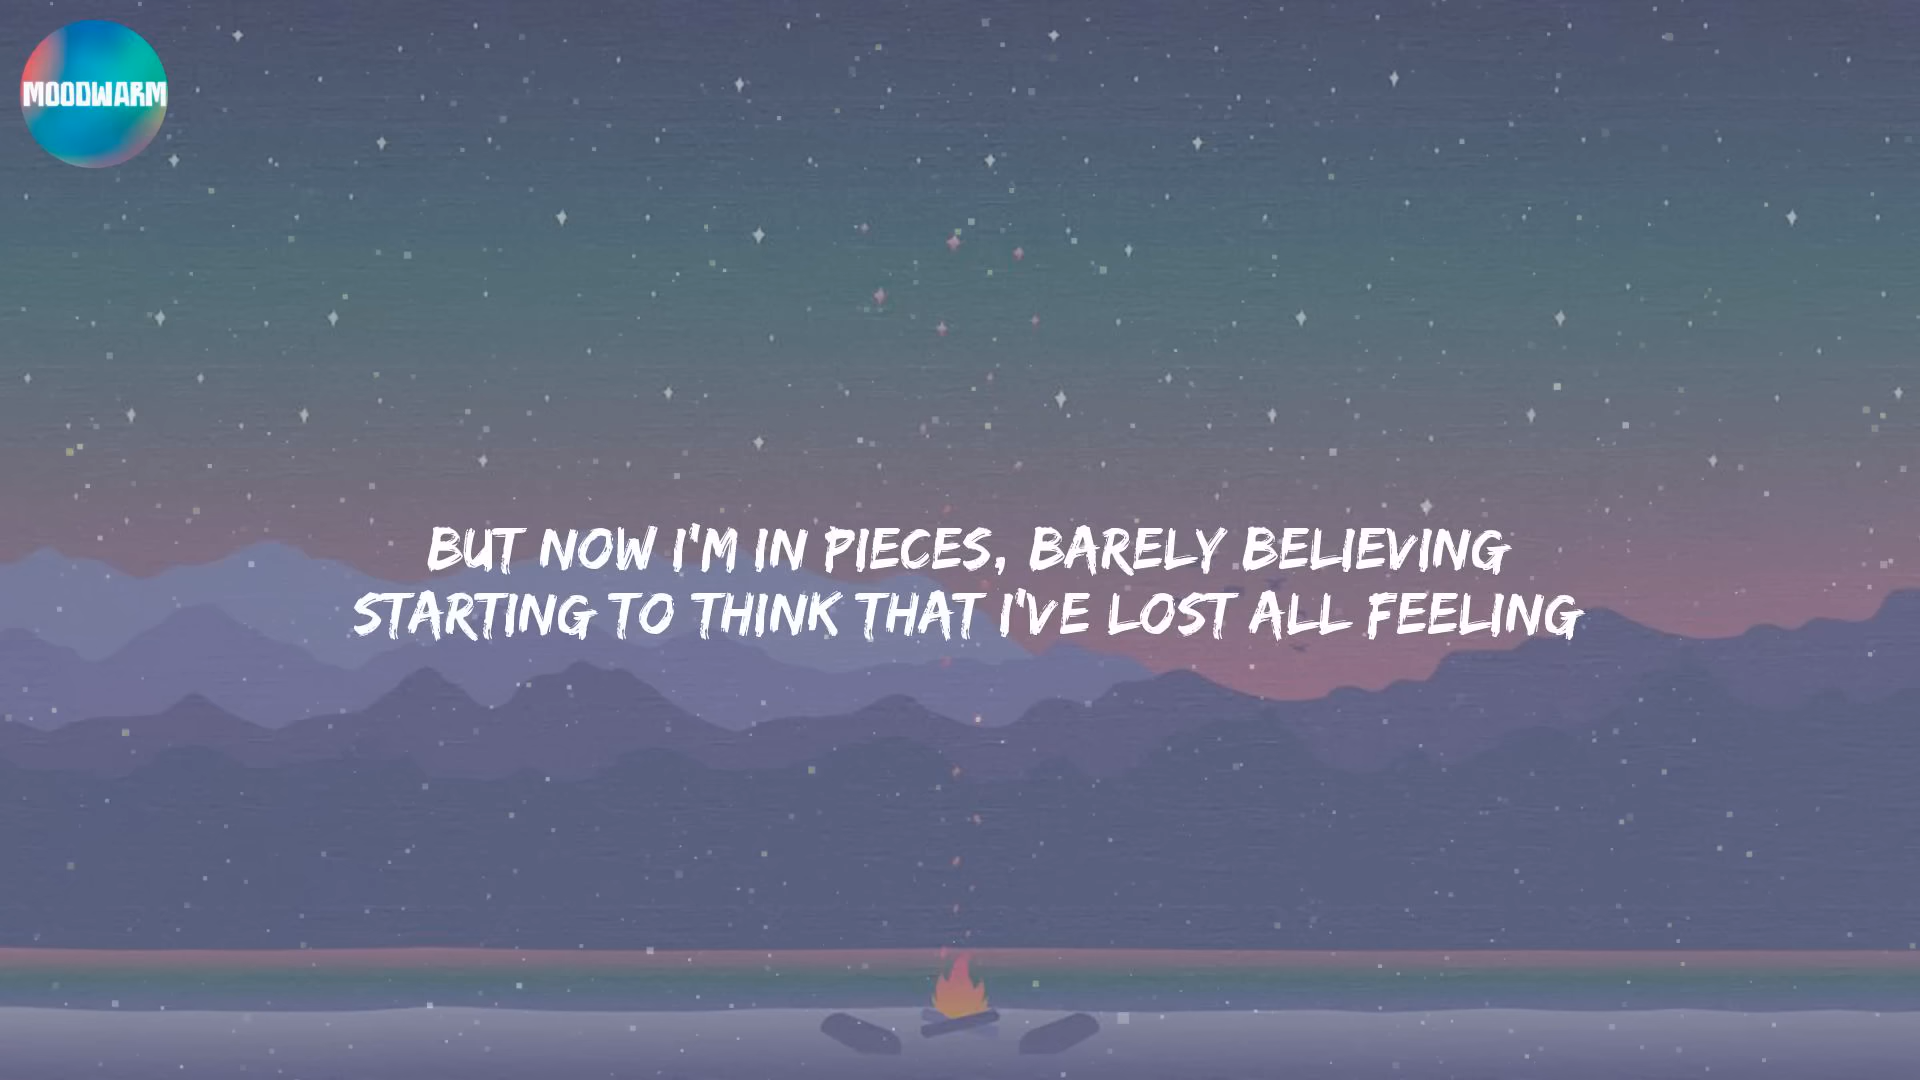 MOODWARM
BUT NOW I'M IN PIECES, BARELY BELIEVING
STARTING TO THINK THAT I'VE LOST ALL FEELING